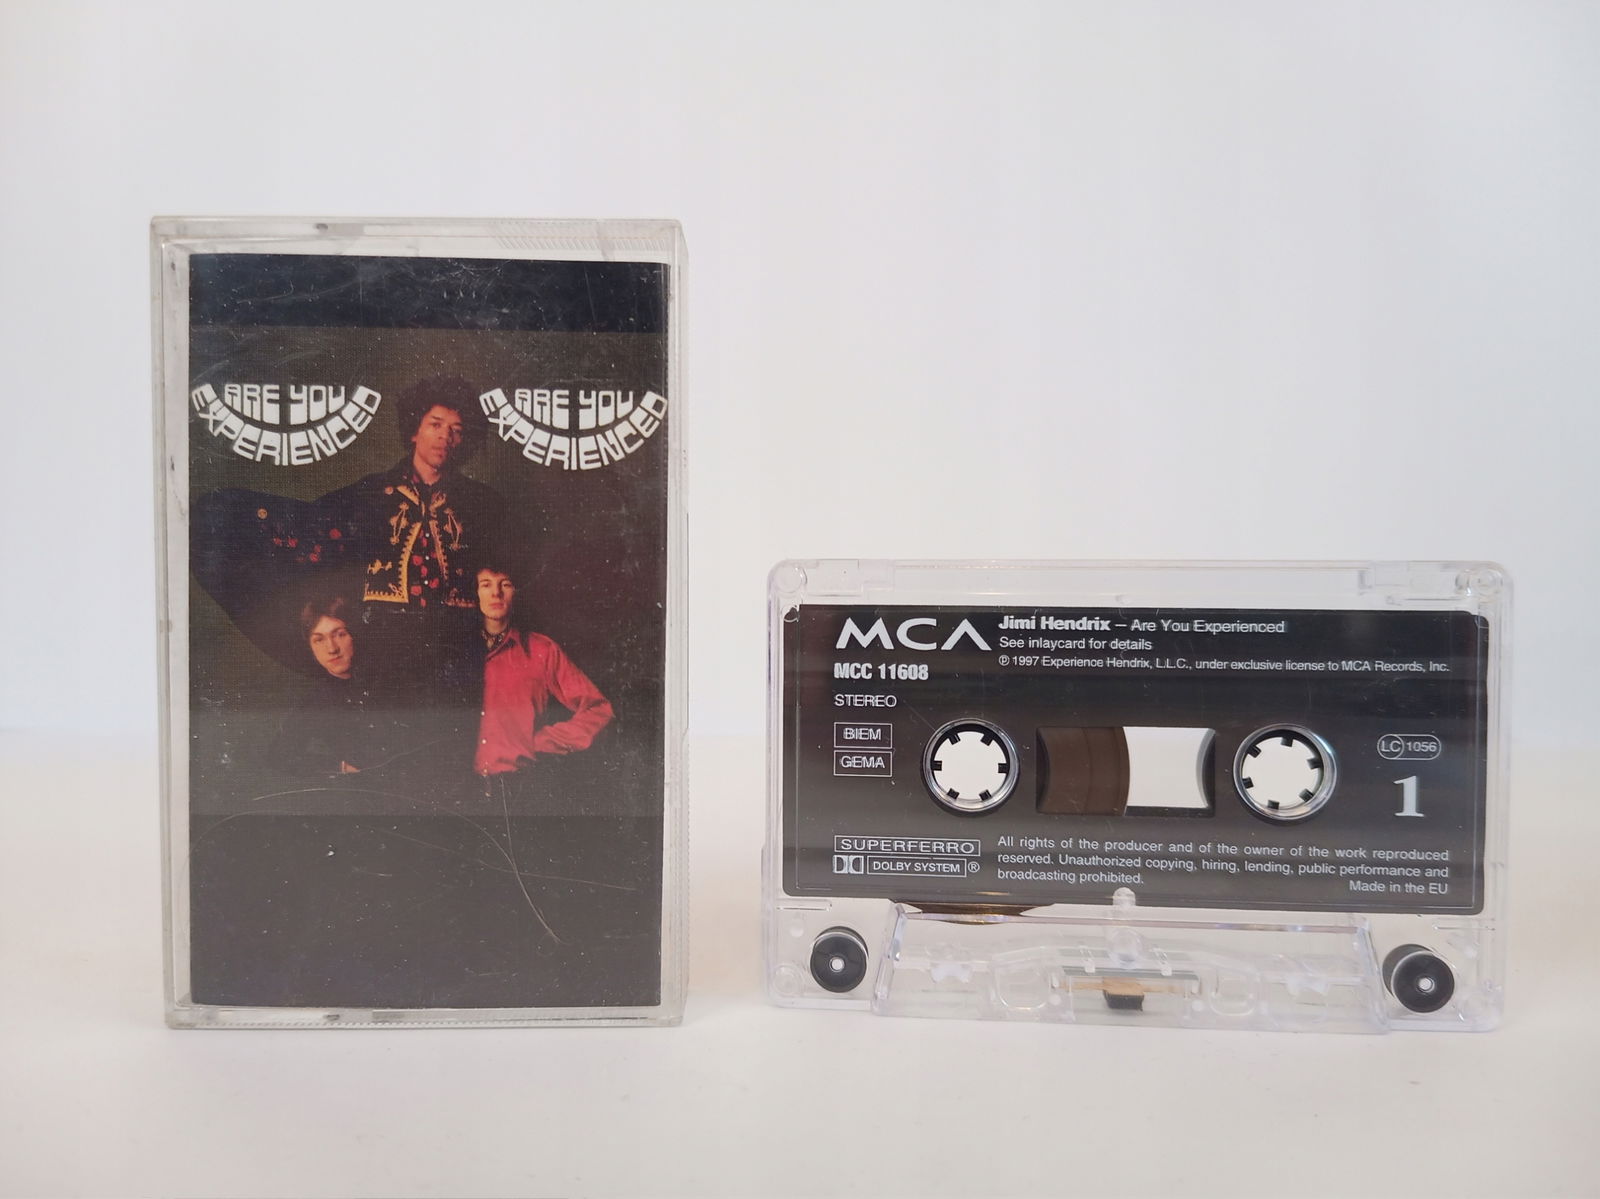 ARE YOU
EXPERIENCED
ARE YOU
EXPERIENCED
MCA
Jimi Hendrix – Are You Experienced
See inlaycard for details
℗ 1997 Experience Hendrix, L.L.C., under exclusive license to MCA Records, Inc.
MCC 11608
STEREO
BIEM
GEMA
LC 1056
1
SUPERFERRO
DOLBY SYSTEM ®
All rights of the producer and of the owner of the work reproduced
reserved. Unauthorized copying, hiring, lending, public performance and
broadcasting prohibited.
Made in the EU